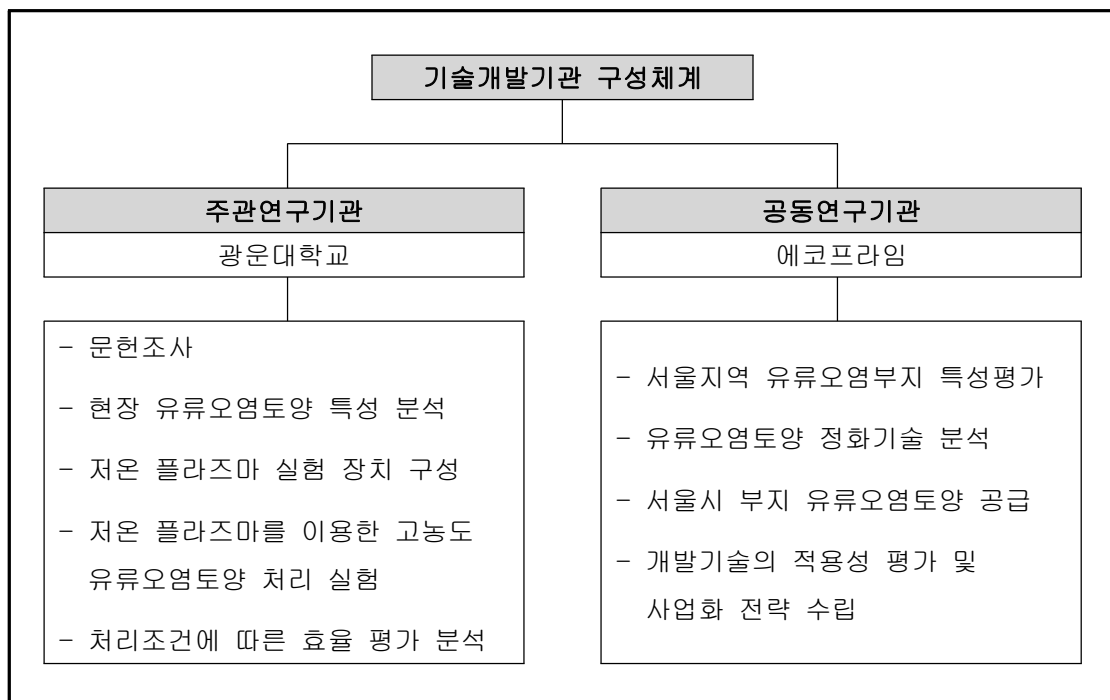 기술개발기관 구성체계
주관연구기관
광운대학교
- 문헌조사
- 현장 유류오염토양 특성 분석
- 저온 플라즈마 실험 장치 구성
- 저온 플라즈마를 이용한 고농도
유류오염토양 처리 실험
- 처리조건에 따른 효율 평가 분석
공동연구기관
에코프라임
- 서울지역 유류오염부지 특성평가
- 유류오염토양 정화기술 분석
- 서울시 부지 유류오염토양 공급
- 개발기술의 적용성 평가 및
사업화 전략 수립